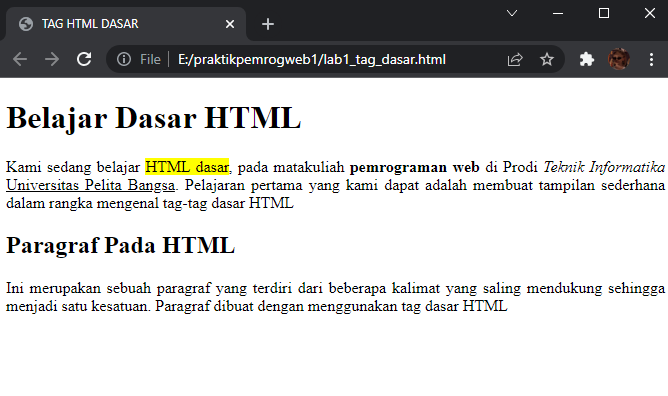 TAG HTML DASAR
File | E:/praktikpemrogweb1/lab1_tag_dasar.html
Belajar Dasar HTML
Kami sedang belajar HTML dasar, pada matakuliah pemrograman web di Prodi Teknik Informatika
Universitas Pelita Bangsa. Pelajaran pertama yang kami dapat adalah membuat tampilan sederhana
dalam rangka mengenal tag-tag dasar HTML
Paragraf Pada HTML
Ini merupakan sebuah paragraf yang terdiri dari beberapa kalimat yang saling mendukung sehingga
menjadi satu kesatuan. Paragraf dibuat dengan menggunakan tag dasar HTML